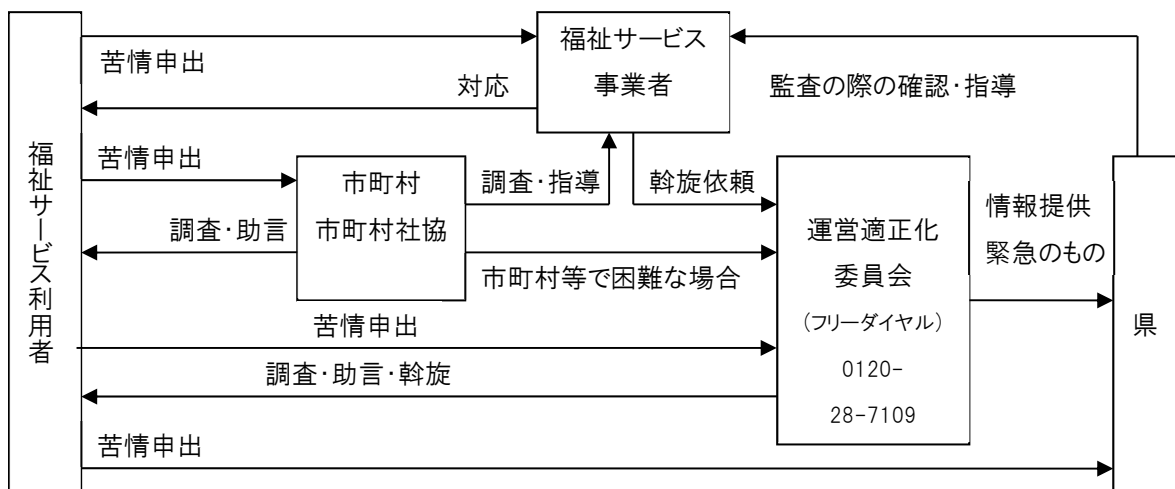 苦情申出
福祉サービス
事業者
対応
監査の際の確認・指導
福祉サービス利用者
苦情申出
市町村
市町村社協
調査・指導
斡旋依頼
調査・助言
市町村等で困難な場合
運営適正化
委員会
(フリーダイヤル)
0120-
28-7109
情報提供
緊急のもの
県
苦情申出
調査・助言・斡旋
苦情申出